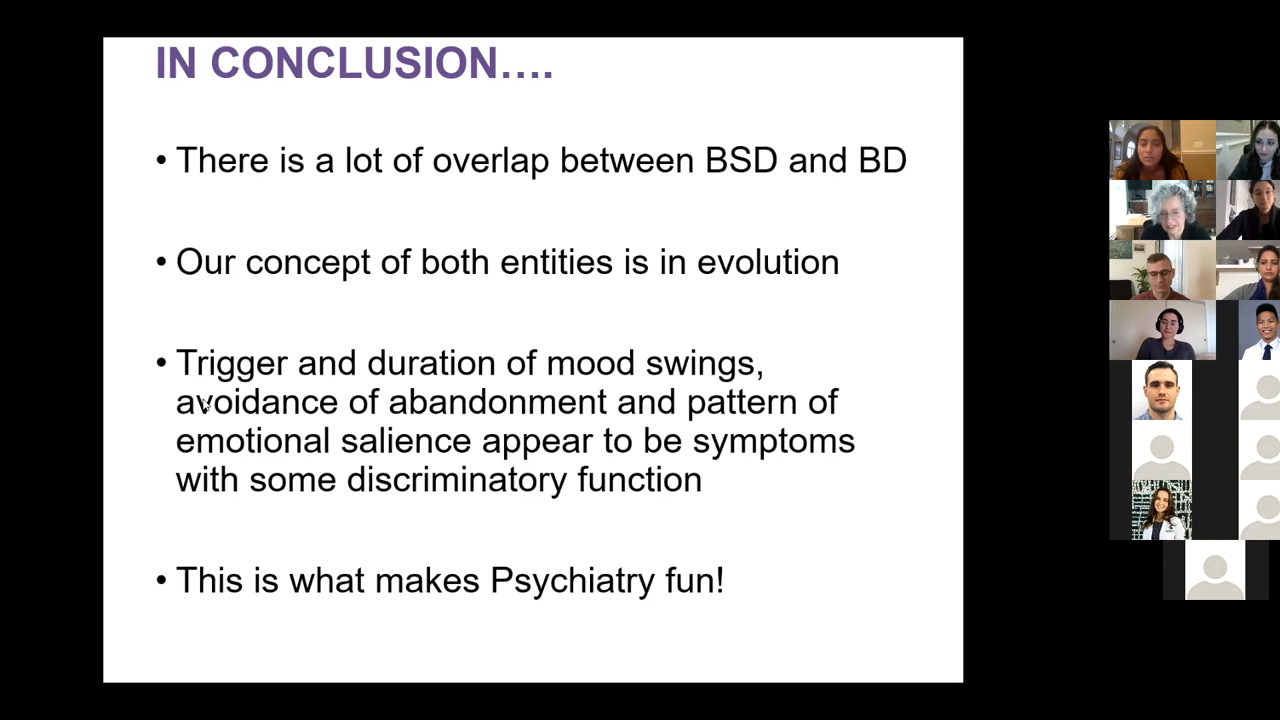 IN CONCLUSION….
• There is a lot of overlap between BSD and BD
• Our concept of both entities is in evolution
• Trigger and duration of mood swings,
avoidance of abandonment and pattern of
emotional salience appear to be symptoms
with some discriminatory function
• This is what makes Psychiatry fun!